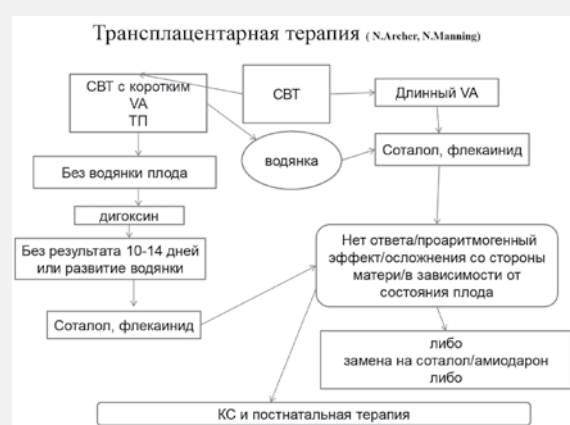 Трансплацентарная терапия ( N.Archer, N.Manning)
СВТ с коротким
VA
ТП
СВТ
Длинный VA
водянка
Соталол, флекаинид
Без водянки плода
дигоксин
Без результата 10-14 дней
или развитие водянки
Соталол, флекаинид
Нет ответа/проаритмогенный
эффект/осложнения со стороны
матери/в зависимости от
состояния плода
либо
замена на соталол/амиодарон
либо
КС и постнатальная терапия